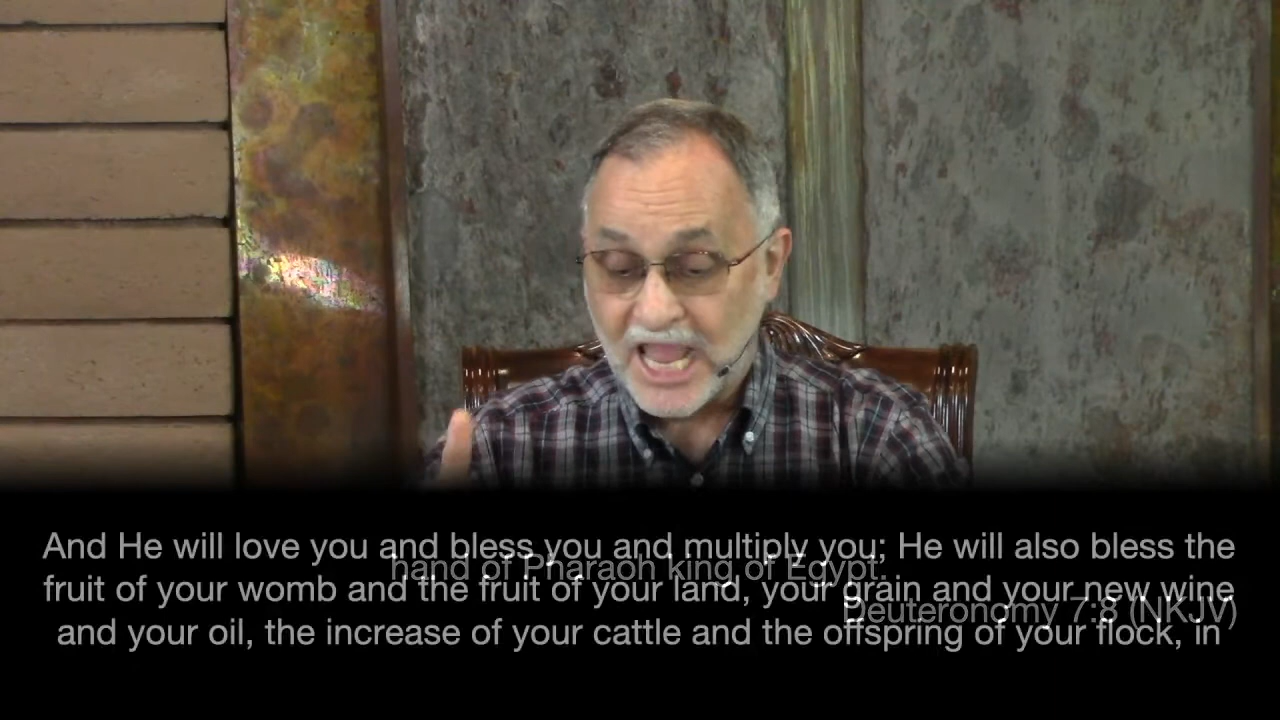 And He will love you and bless you and multiply you; He will also bless the
hand of Pharaoh king of Egypt.
fruit of your womb and the fruit of your land, your grain and your new wine
Deuteronomy 7:8 (NKJV)
and your oil, the increase of your cattle and the offspring of your flock, in